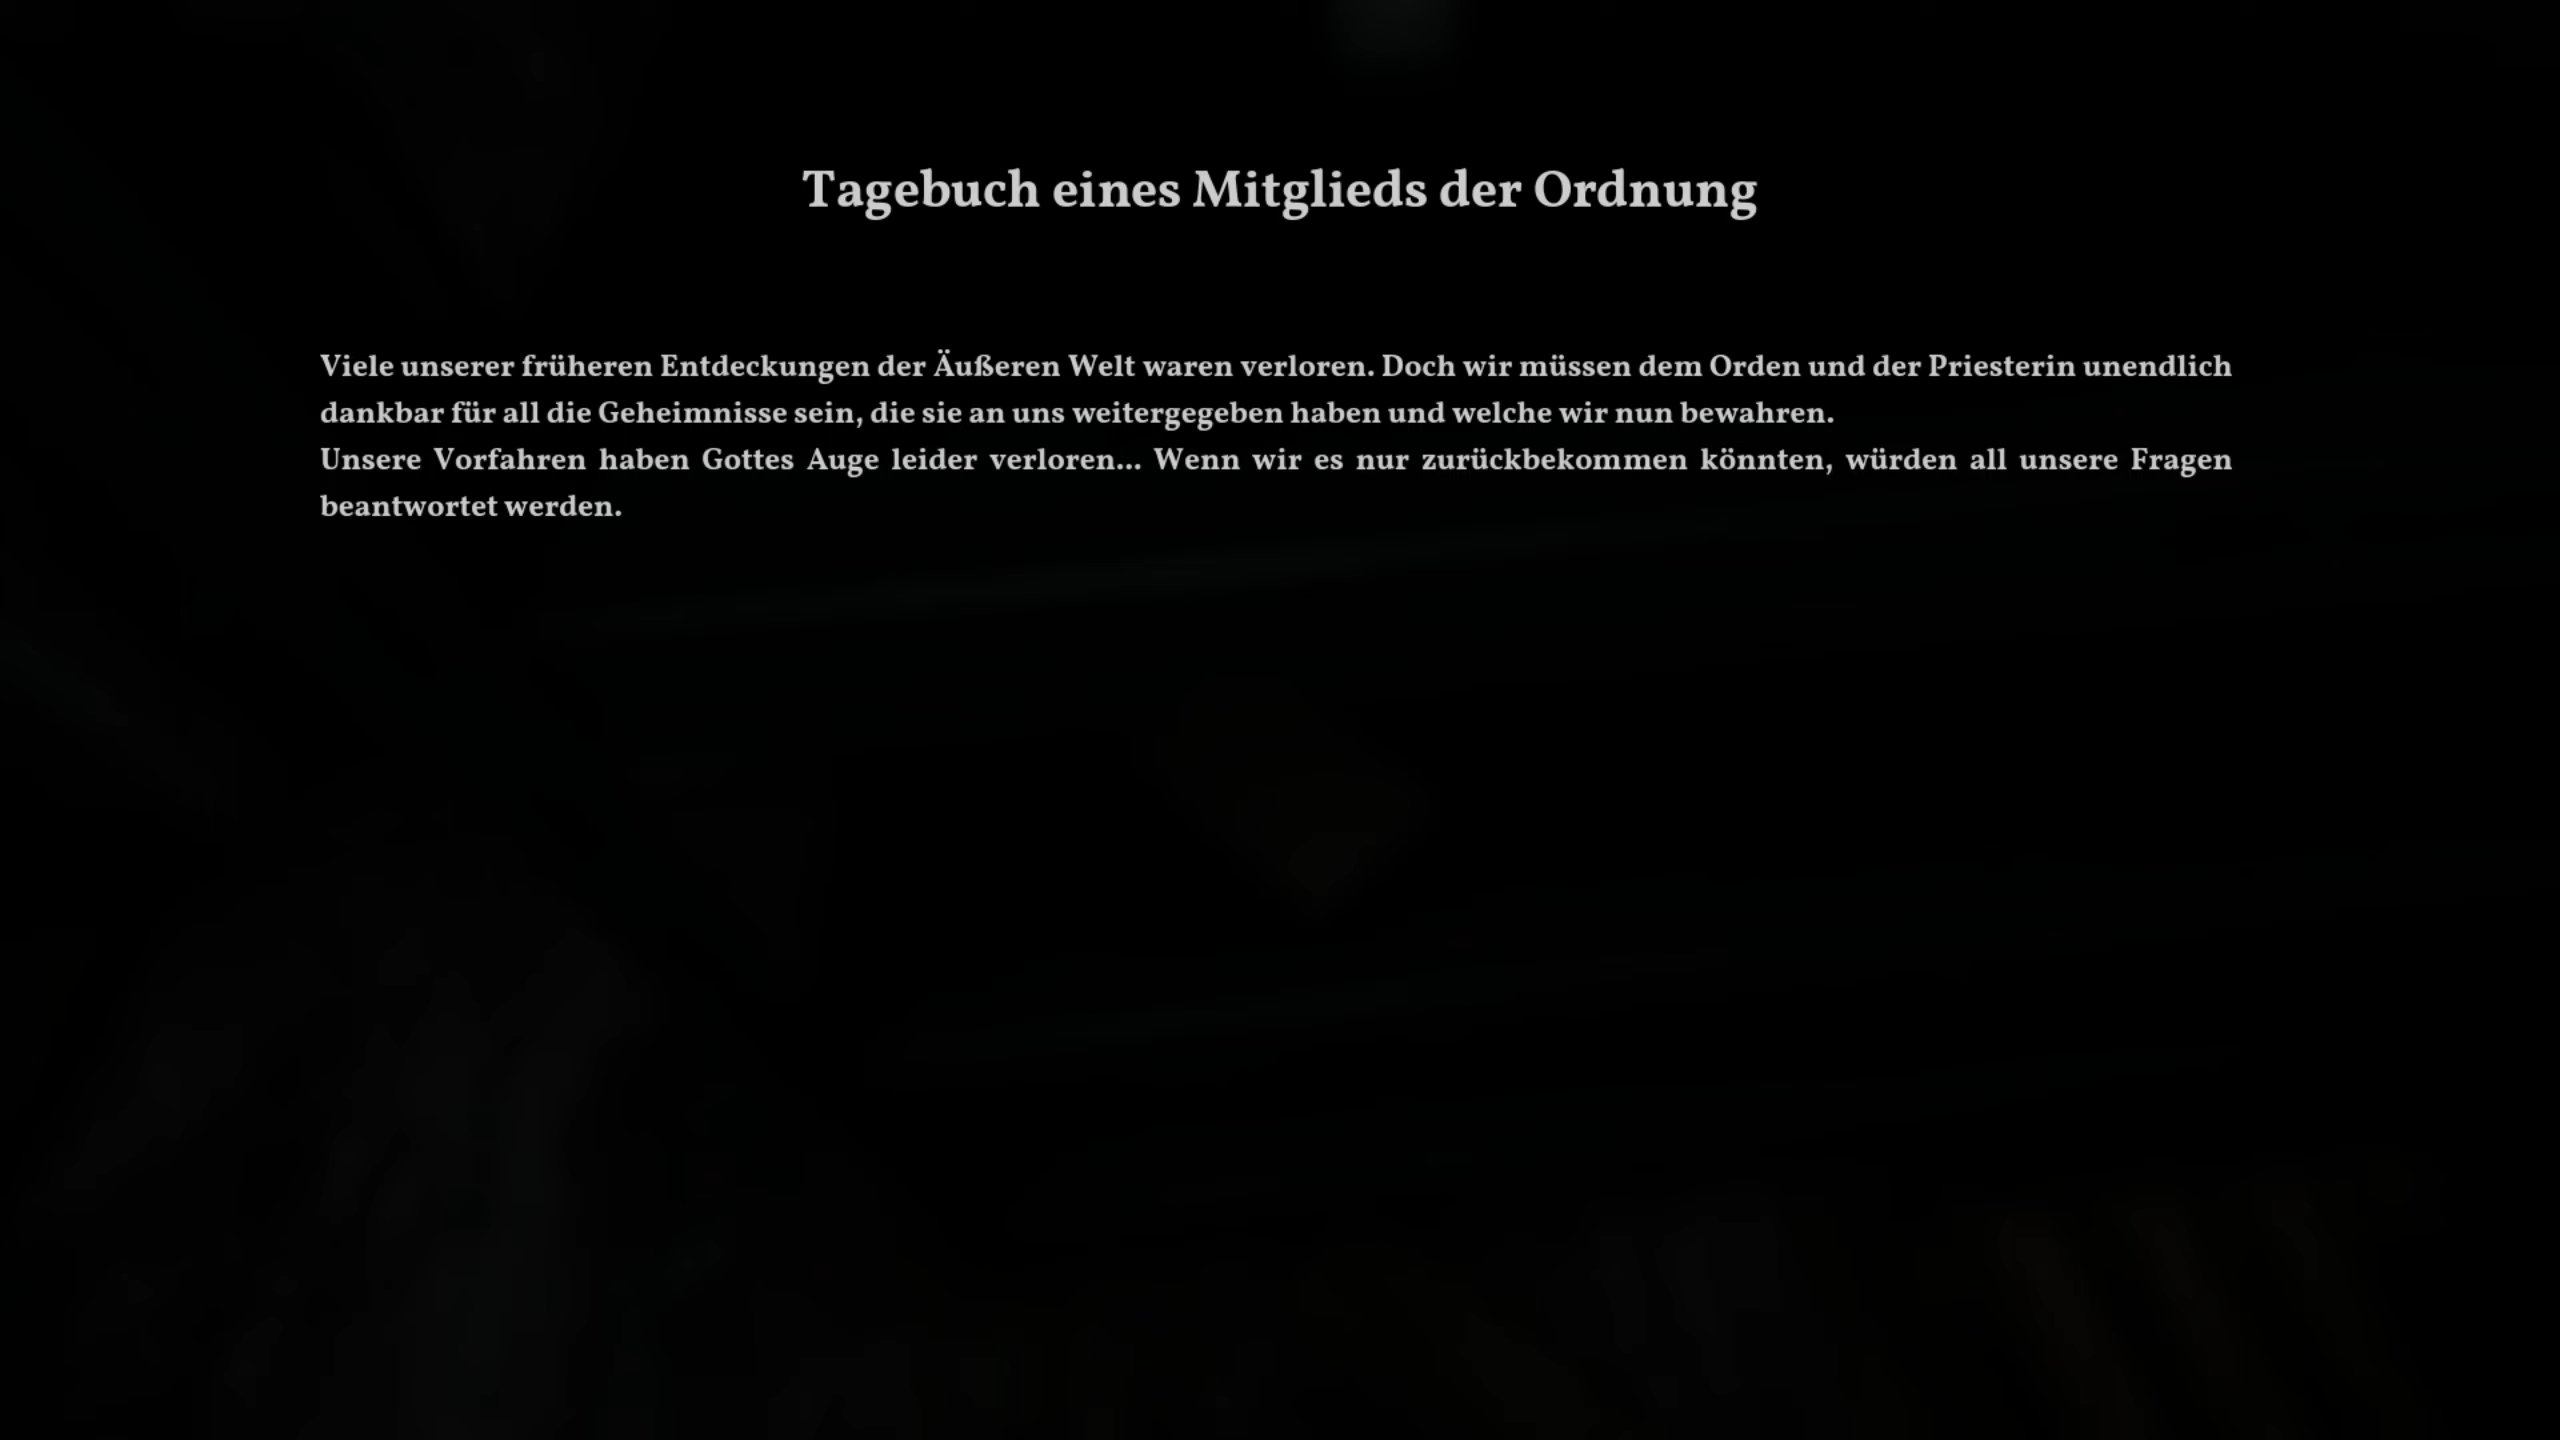 Tagebuch eines Mitglieds der Ordnung
Viele unserer früheren Entdeckungen der Äußeren Welt waren verloren. Doch wir müssen dem Orden und der Priesterin unendlich
dankbar für all die Geheimnisse sein, die sie an uns weitergegeben haben und welche wir nun bewahren.
Unsere Vorfahren haben Gottes Auge leider verloren... Wenn wir es nur zurückbekommen könnten, würden all unsere Fragen
beantwortet werden.